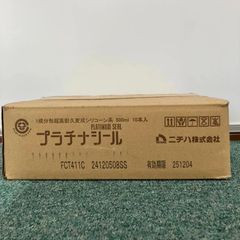 1成分形超高耐久変成シリコーン系 500ml 10本入
PLATINUM SEAL
プラチナシール
ニチハ株式会社
FCT411C 24120508SS 有効期限 251204